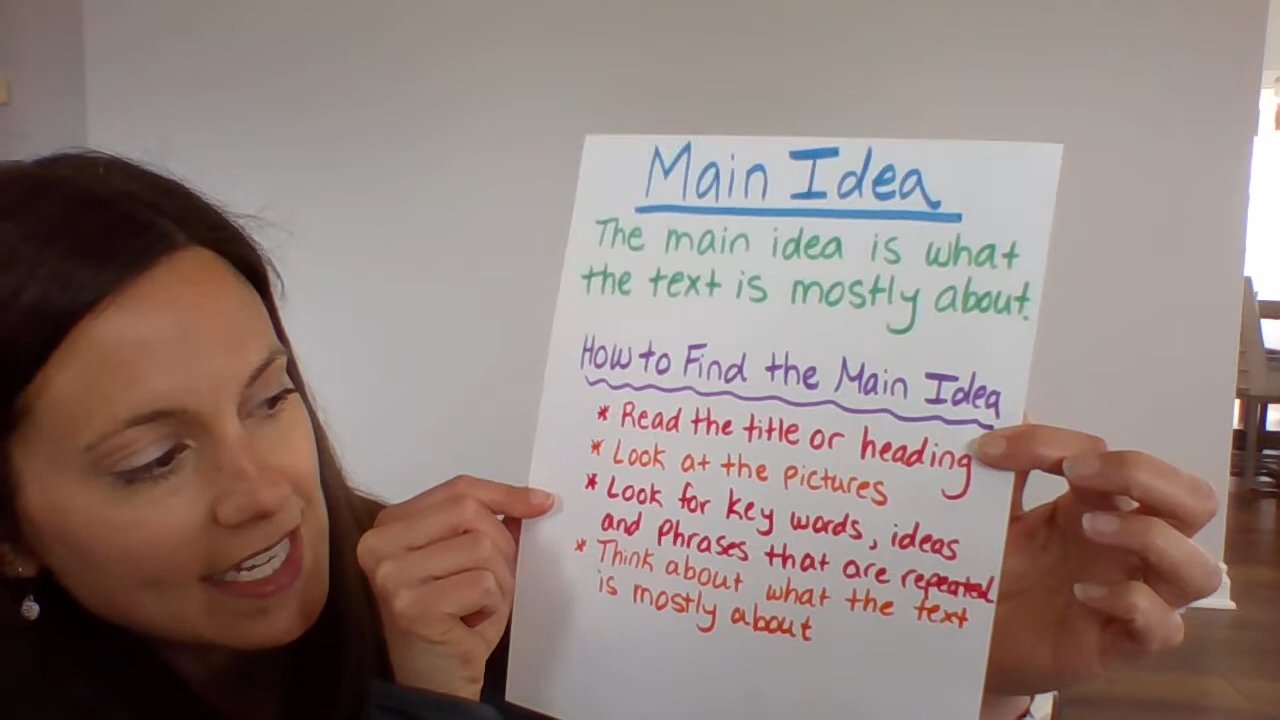 Main Idea
The main idea is what
the text is mostly about.
How to Find the Main Idea
* Read the title or heading
* Look at the pictures
* Look for key words, ideas
and phrases that are repeated
* Think about what the text
is mostly about